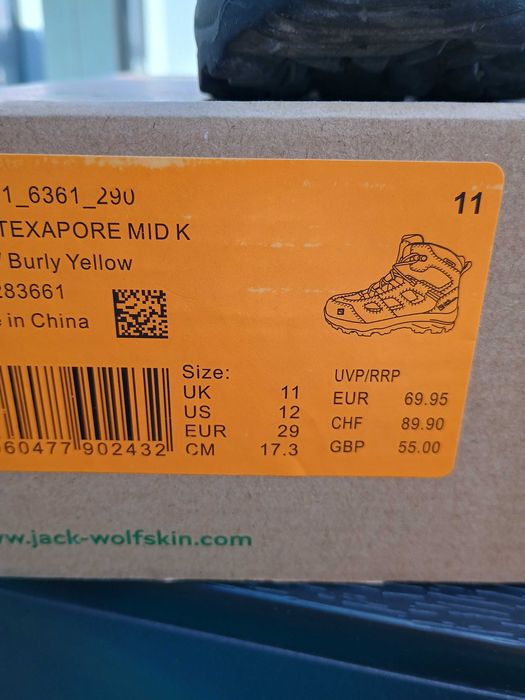 1_6361_290
11
TEXAPORE MID K
/ Burly Yellow
283661
in China
Size:
UK 11
US 12
EUR 29
CM 17.3
UVP/RRP
EUR 69.95
CHF 89.90
GBP 55.00
60477 902432
w.jack-wolfskin.com